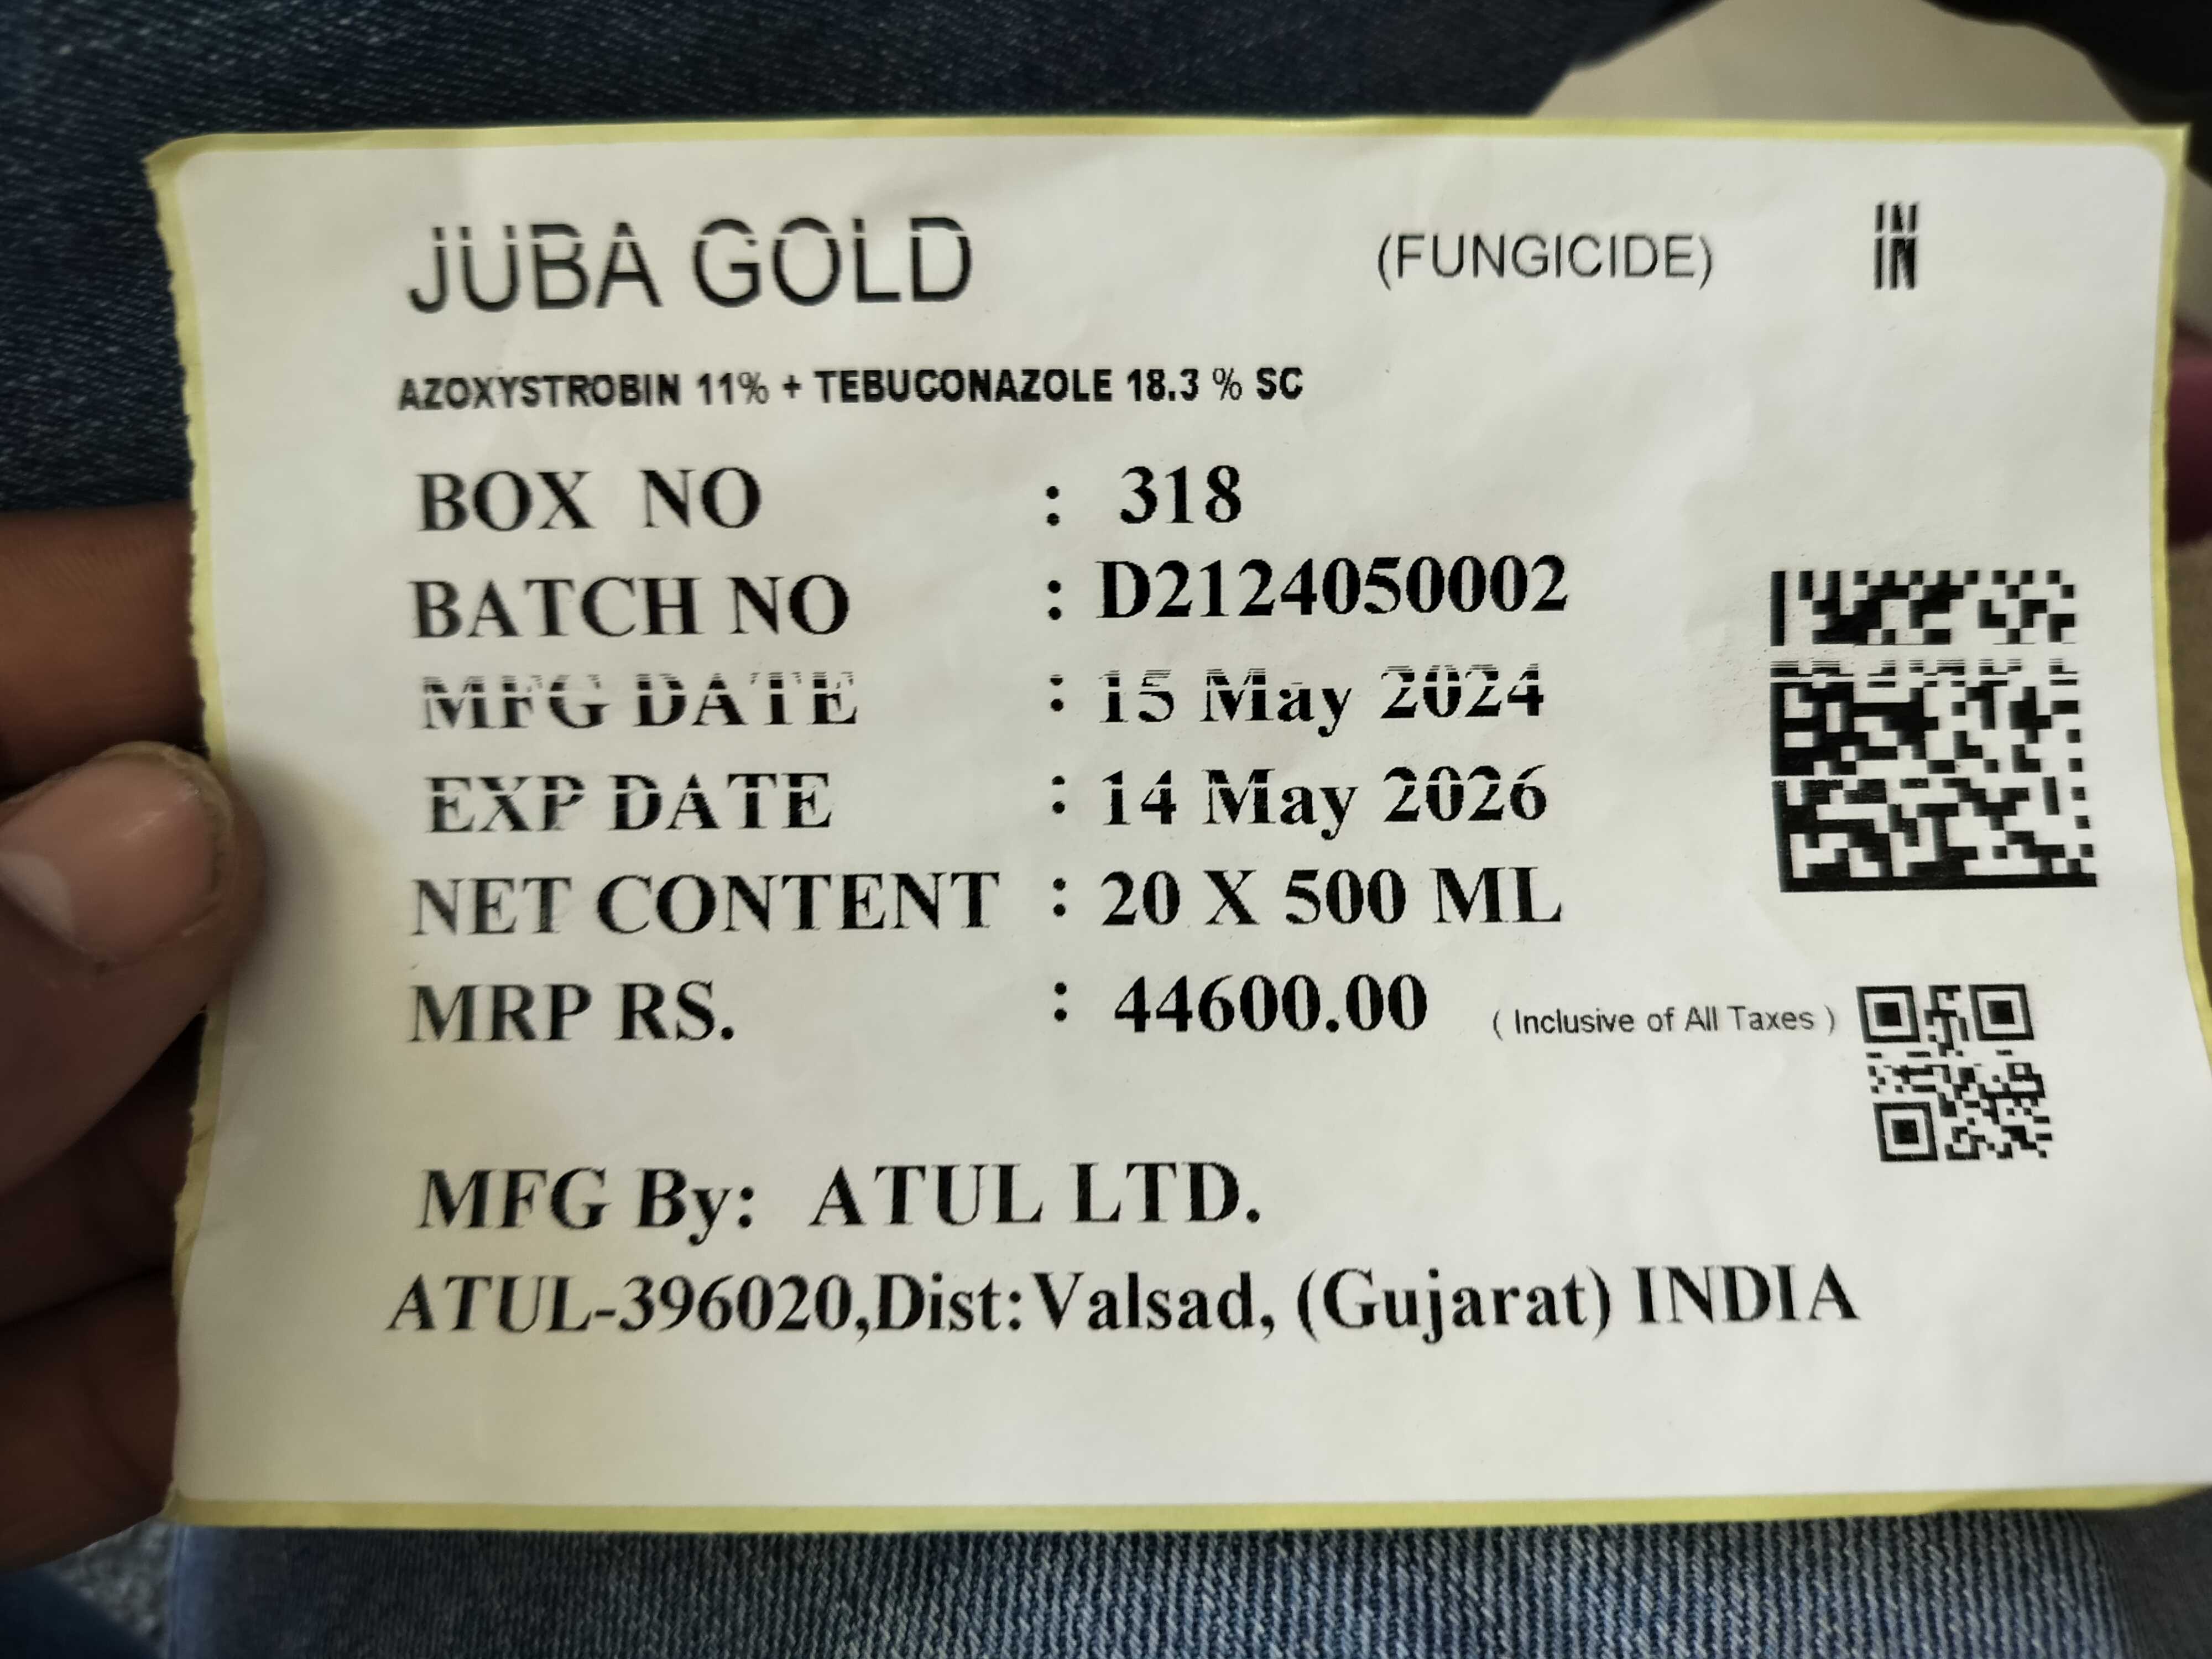 JUBA GOLD (FUNGICIDE) IN
AZOXYSTROBIN 11% + TEBUCONAZOLE 18.3 % SC
BOX NO : 318
BATCH NO : D2124050002
MFG DATE : 15 May 2024
EXP DATE : 14 May 2026
NET CONTENT : 20 X 500 ML
MRP RS. : 44600.00 ( Inclusive of All Taxes )
MFG By: ATUL LTD.
ATUL-396020,Dist:Valsad, (Gujarat) INDIA